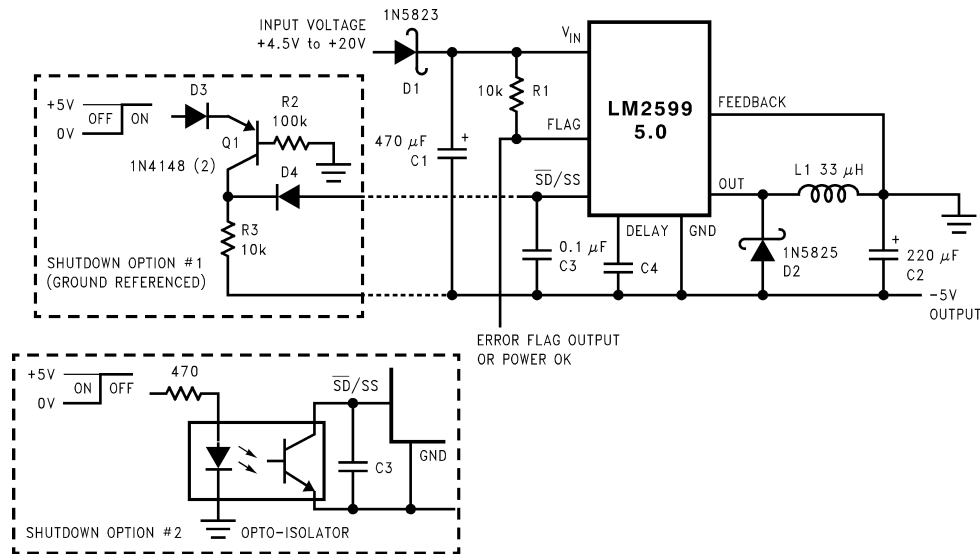 INPUT VOLTAGE
+4.5V to +20V
1N5823
D1
VIN
LM2599
5.0
FEEDBACK
10k R1
FLAG
470 µF
C1
+
SD/SS
OUT
L1 33 µH
DELAY
GND
0.1 µF
C3
C4
1N5825
D2
+
220 µF
C2
-5V
OUTPUT
ERROR FLAG OUTPUT
OR POWER OK
+5V
0V
OFF
ON
D3
R2
100k
Q1
1N4148 (2)
D4
R3
10k
SHUTDOWN OPTION #1
(GROUND REFERENCED)
+5V
0V
ON
OFF
470
SD/SS
GND
C3
SHUTDOWN OPTION #2
OPTO-ISOLATOR